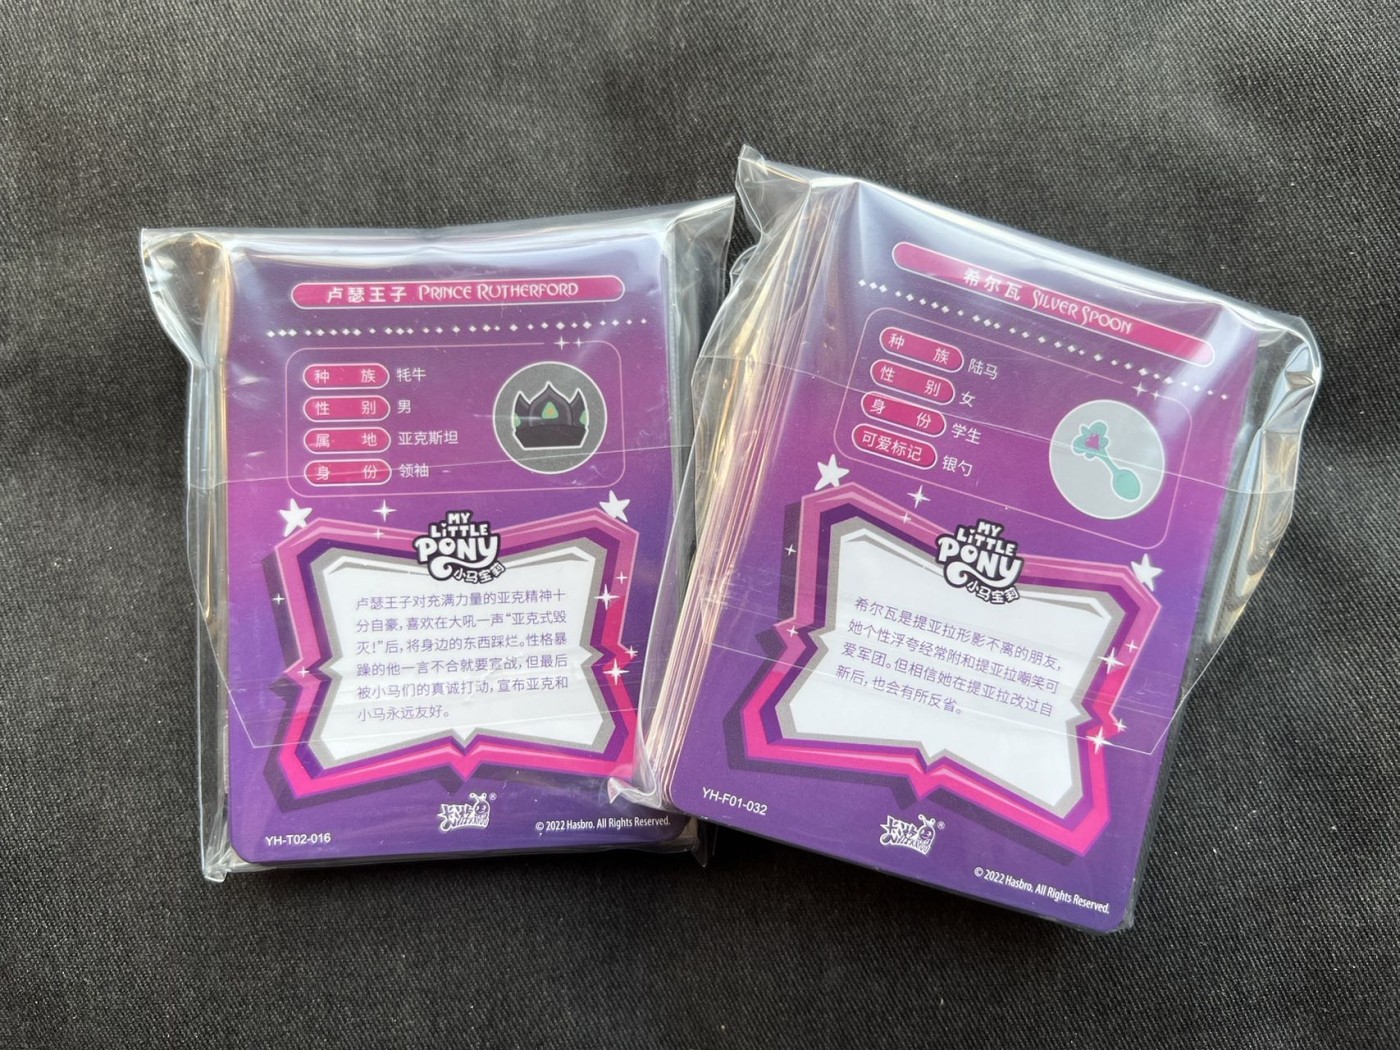 卢瑟王子 PRINCE RUTHERFORD
种 族 牦牛
性 别 男
属 地 亚克斯坦
身 份 领袖
MY
LITTLE
PONY
小马宝莉
卢瑟王子对充满力量的亚克精神十
分自豪，喜欢在大吼一声“亚克式毁
灭！”后，将身边的东西踩烂。性格暴
躁的他一言不合就要宣战，但最后
被小马们的真诚打动，宣布亚克和
小马永远友好。
YH-T02-016
卡游
® 
© 2022 Hasbro. All Rights Reserved.
希尔瓦 SILVER SPOON
种 族 陆马
性 别 女
身 份 学生
可爱标记 银勺
MY
LITTLE
PONY
小马宝莉
希尔瓦是提亚拉形影不离的朋友，
她个性浮夸经常附和提亚拉嘲笑可
爱军团。但相信她在提亚拉改过自
新后，也会有所反省。
YH-F01-032
卡游
®
© 2022 Hasbro. All Rights Reserved.